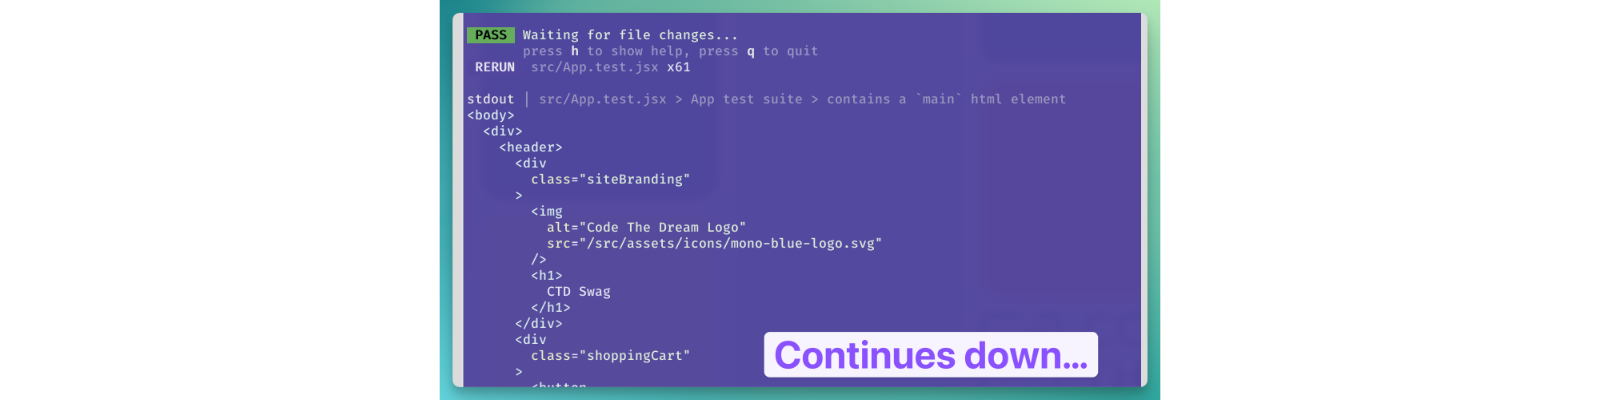 PASS Waiting for file changes...
press h to show help, press q to quit
RERUN src/App.test.jsx x61
stdout | src/App.test.jsx > App test suite > contains a `main` html element
<body>
<div>
<header>
<div
class="siteBranding"
>
<img
alt="Code The Dream Logo"
src="/src/assets/icons/mono-blue-logo.svg"
/>
<h1>
CTD Swag
</h1>
</div>
<div
class="shoppingCart"
>
<button
Continues down...